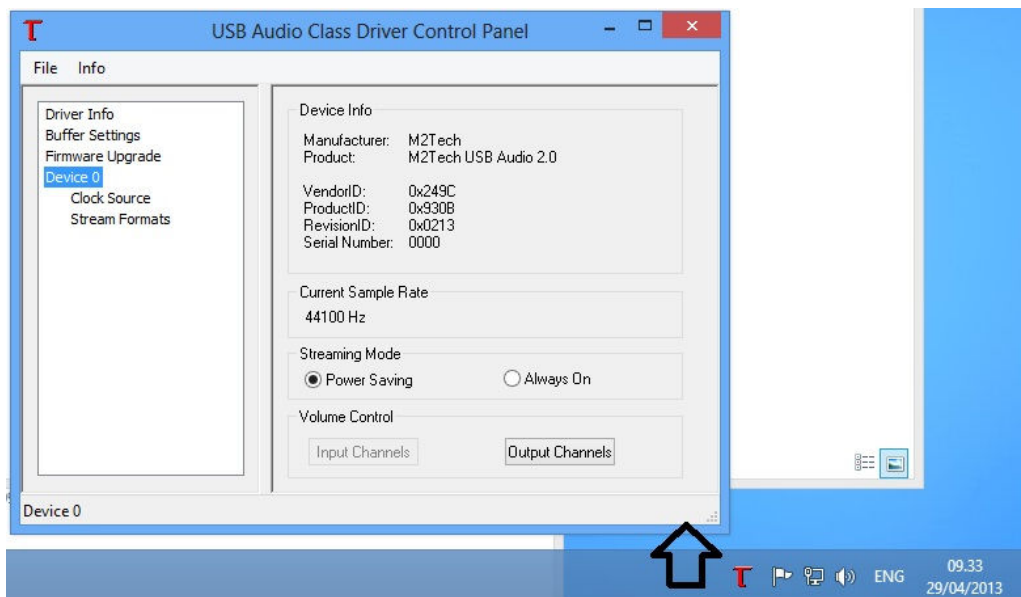 USB Audio Class Driver Control Panel
File Info
Driver Info
Buffer Settings
Firmware Upgrade
Device 0
Clock Source
Stream Formats
Device Info
Manufacturer: M2Tech
Product: M2Tech USB Audio 2.0
VendorID: 0x249C
ProductID: 0x930B
RevisionID: 0x0213
Serial Number: 0000
Current Sample Rate
44100 Hz
Streaming Mode
Power Saving Always On
Volume Control
Input Channels Output Channels
Device 0
ENG
09.33
29/04/2013